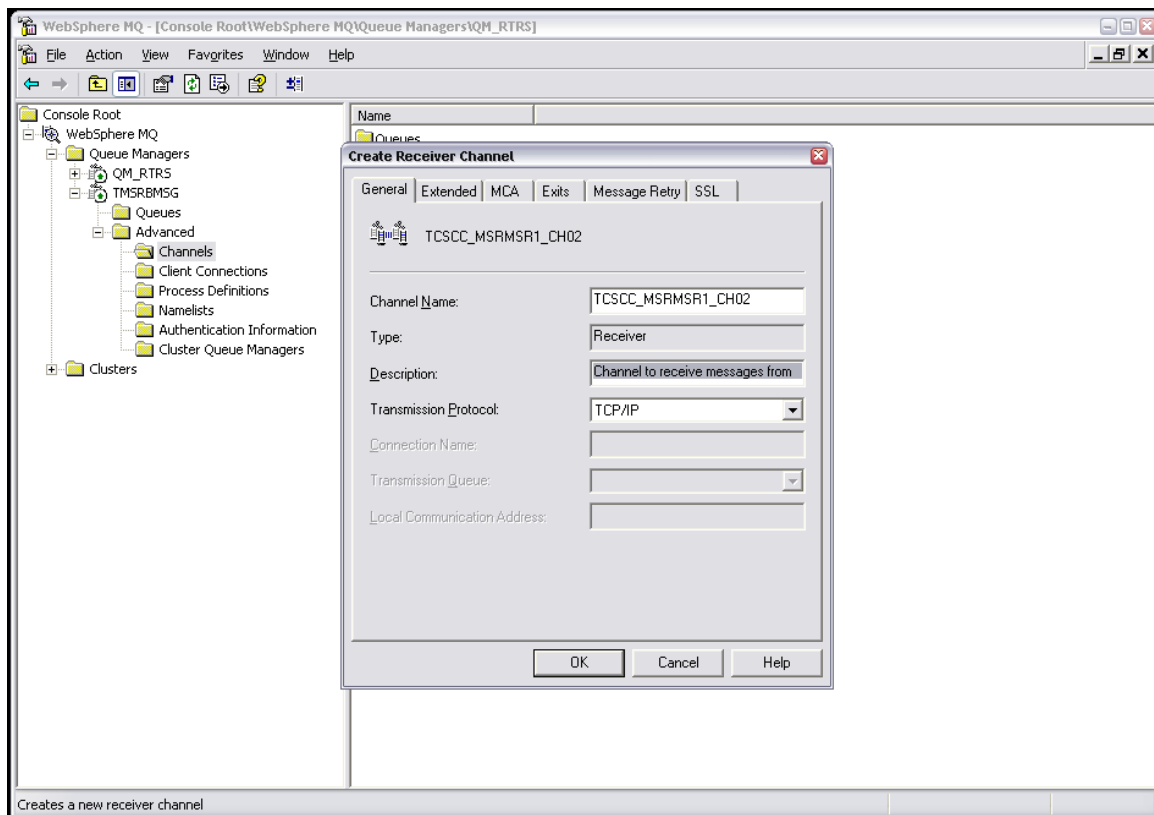 WebSphere MQ - [Console Root\WebSphere MQ\Queue Managers\QM_RTRS]
File Action View Favorites Window Help
Console Root
WebSphere MQ
Queue Managers
QM_RTRS
TMSRBMSG
Queues
Advanced
Channels
Client Connections
Process Definitions
Namelists
Authentication Information
Cluster Queue Managers
Clusters
Name
Queues
Create Receiver Channel
General Extended MCA Exits Message Retry SSL
TCSCC_MSRMSR1_CH02
Channel Name: TCSCC_MSRMSR1_CH02
Type: Receiver
Description: Channel to receive messages from
Transmission Protocol: TCP/IP
Connection Name:
Transmission Queue:
Local Communication Address:
OK Cancel Help
Creates a new receiver channel